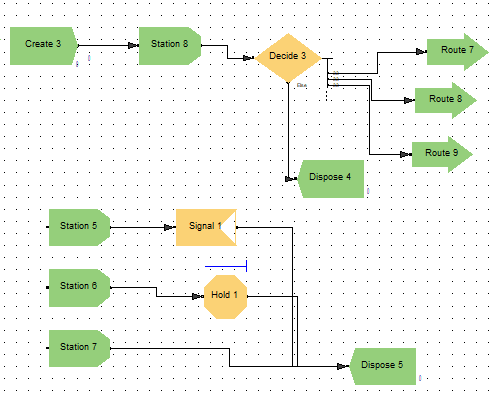 Create 3
Station 8
Decide 3
Route 7
Else
Route 8
Route 9
Dispose 4
Station 5
Signal 1
Station 6
Hold 1
Station 7
Dispose 5